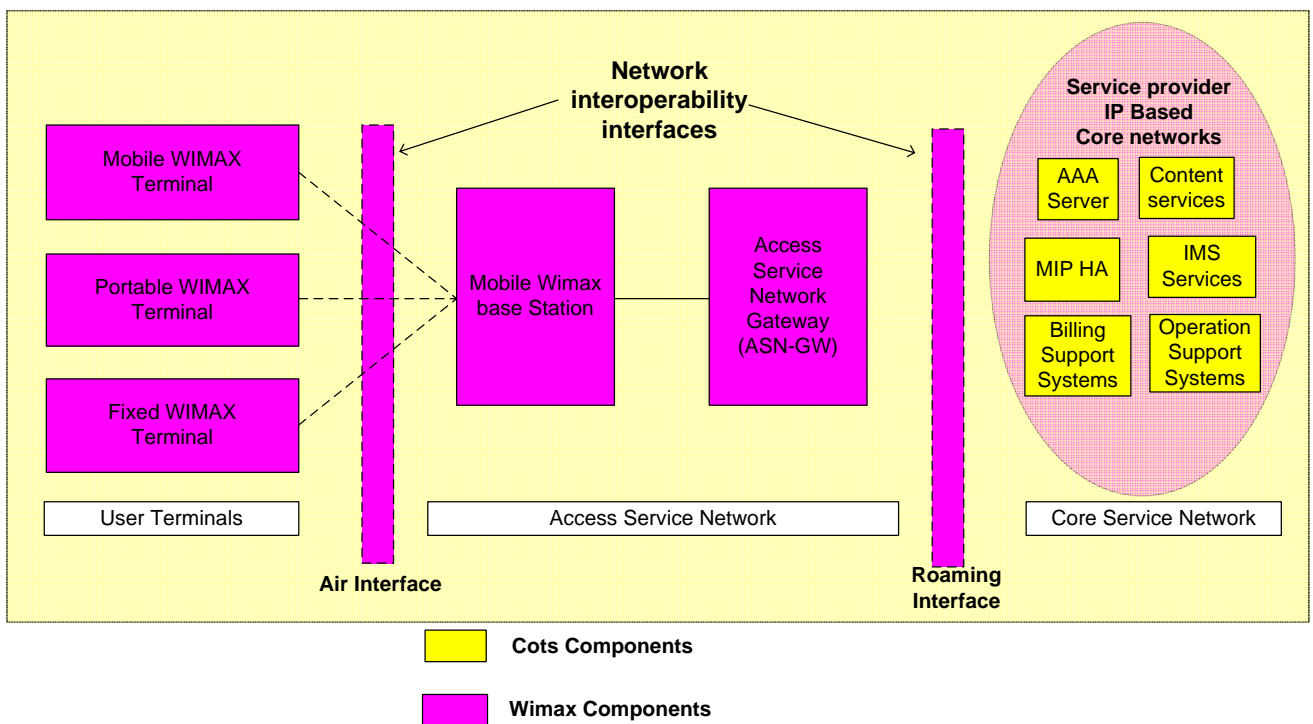 Network
interoperability
interfaces
Service provider
IP Based
Core networks
Mobile WIMAX
Terminal
Portable WIMAX
Terminal
Fixed WIMAX
Terminal
Mobile Wimax
base Station
Access
Service
Network
Gateway
(ASN-GW)
AAA
Server
Content
services
MIP HA
IMS
Services
Billing
Support
Systems
Operation
Support
Systems
User Terminals
Access Service Network
Core Service Network
Air Interface
Roaming
Interface
Cots Components
Wimax Components